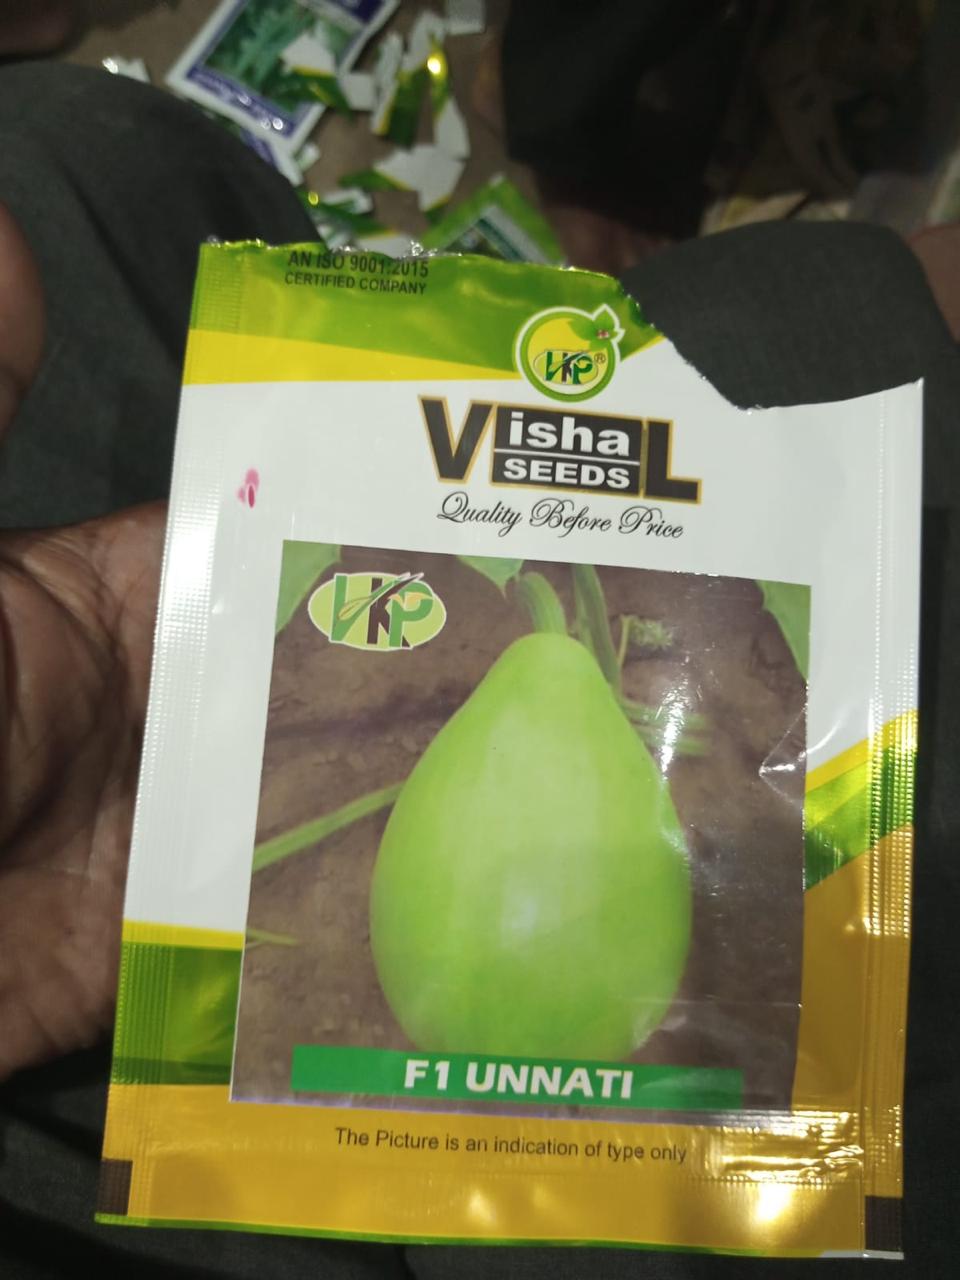 AN ISO 9001:2015
CERTIFIED COMPANY
VKP®
VishaL
SEEDS
Quality Before Price
VKP
F1 UNNATI
The Picture is an indication of type only